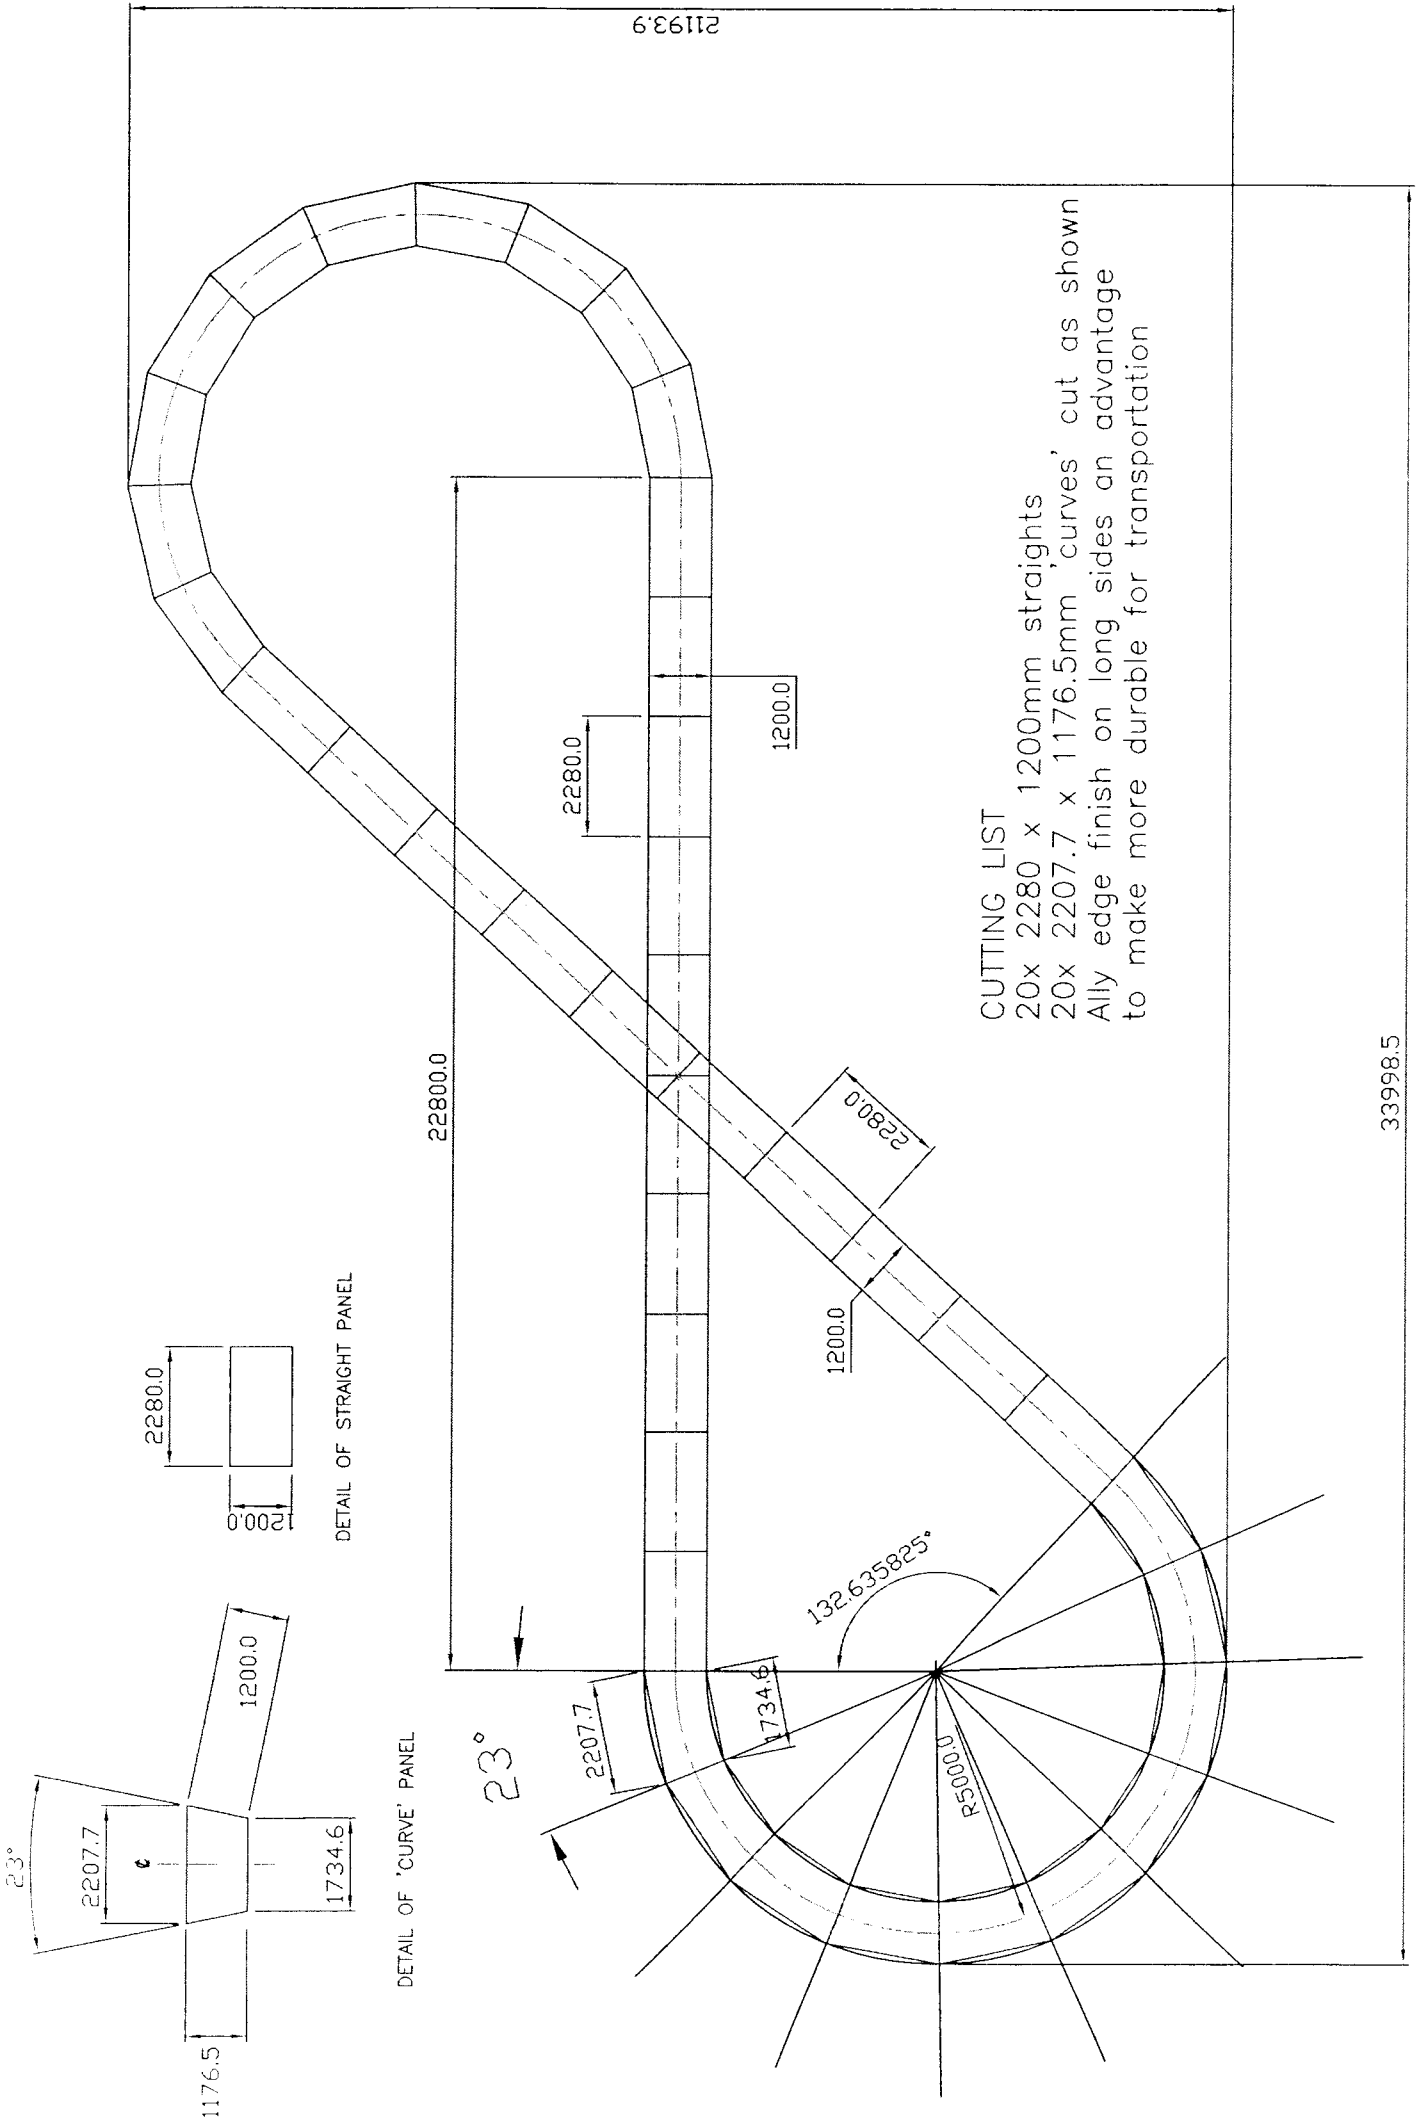 23°
2207.7
¢
1176.5
1734.6
1200.0
DETAIL OF 'CURVE' PANEL
2280.0
1200.0
DETAIL OF STRAIGHT PANEL
21193.9
22800.0
2280.0
1200.0
23°
2207.7
1734.6
132.635825°
R5000.0
1200.0
2280.0
CUTTING LIST
20x 2280 x 1200mm straights
20x 2207.7 x 1176.5mm 'curves' cut as shown
Ally edge finish on long sides an advantage
to make more durable for transportation
33998.5